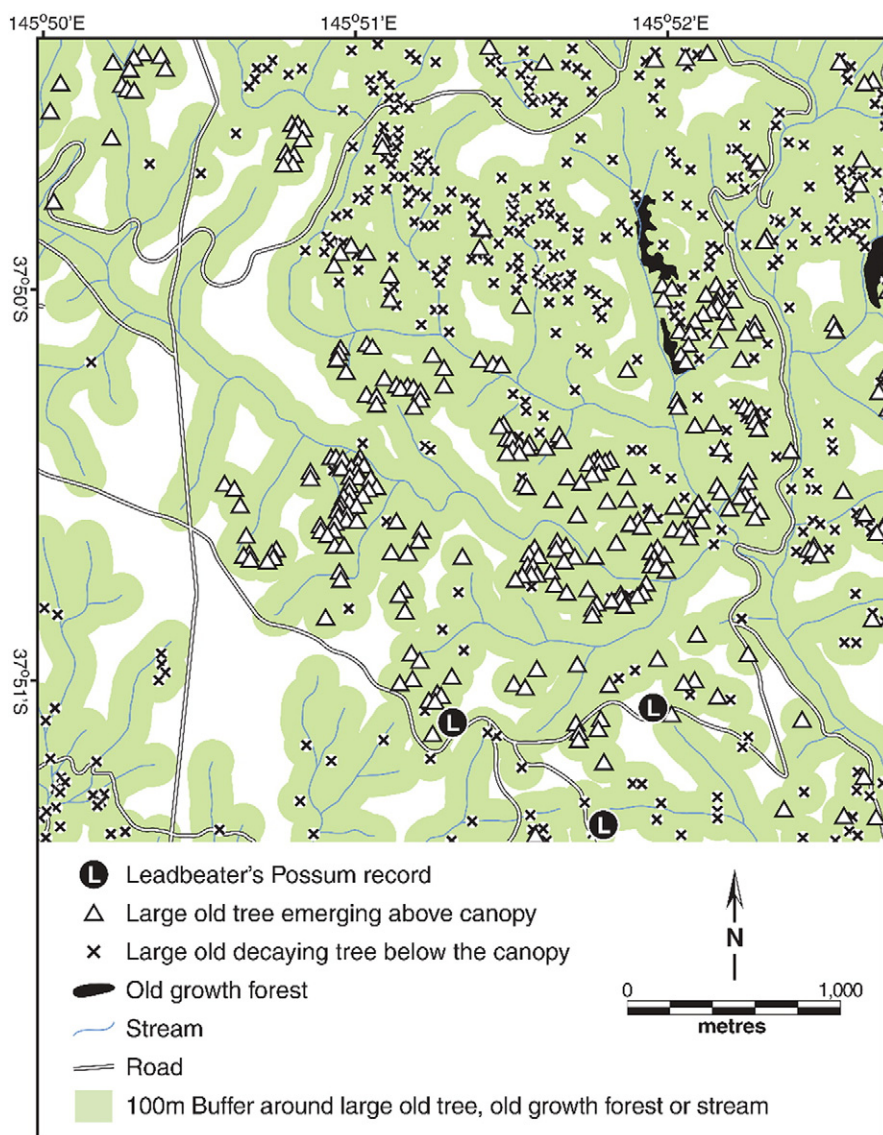 145°50'E 145°51'E 145°52'E
37°50'S
37°51'S
L
L
L
L Leadbeater's Possum record
Large old tree emerging above canopy
Large old decaying tree below the canopy
Old growth forest
Stream
Road
100m Buffer around large old tree, old growth forest or stream
N
0 1,000
metres